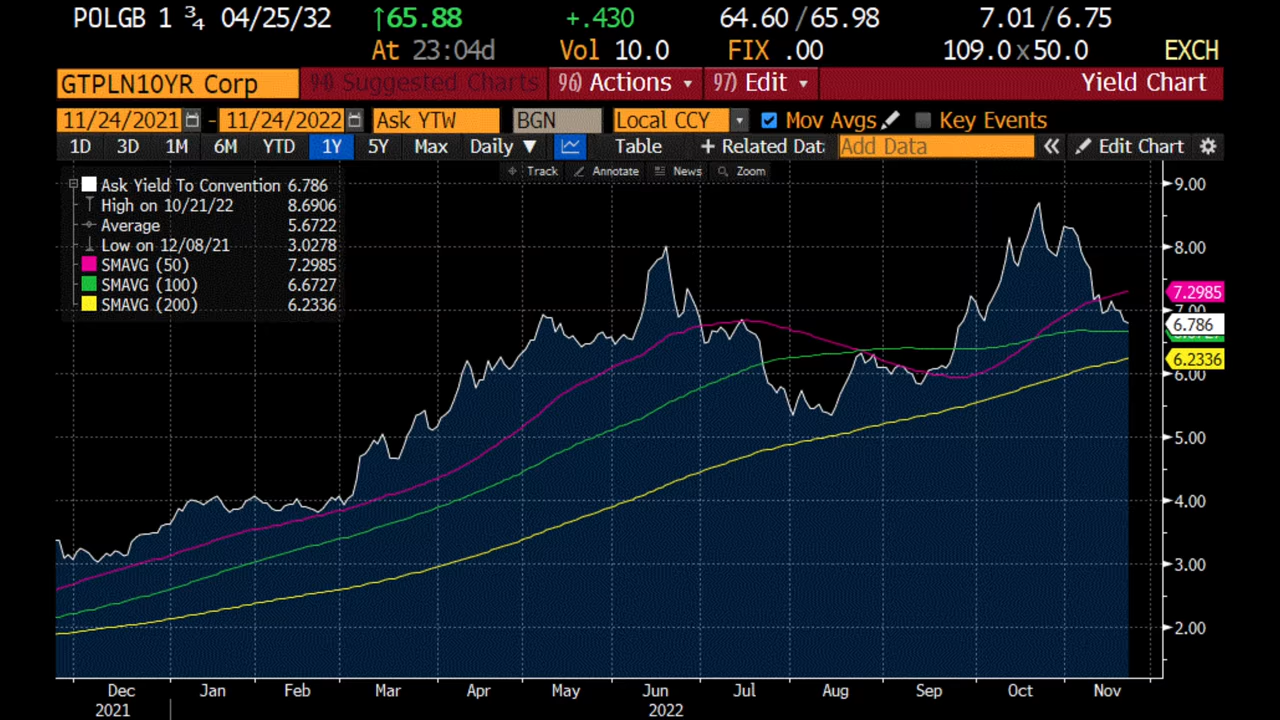 POLGB 1 ¾ 04/25/32 ↑65.88 +.430 64.60/65.98 7.01/6.75
At 23:04d Vol 10.0 FIX .00 109.0x50.0 EXCH
GTPLN10YR Corp 94) Suggested Charts 96) Actions 97) Edit Yield Chart
11/24/2021 - 11/24/2022 Ask YTW BGN Local CCY Mov Avgs Key Events
1D 3D 1M 6M YTD 1Y 5Y Max Daily ▼ Table + Related Dat Add Data « Edit Chart
Track Annotate News Zoom
Ask Yield To Convention 6.786
High on 10/21/22 8.6906
Average 5.6722
Low on 12/08/21 3.0278
SMAVG (50) 7.2985
SMAVG (100) 6.6727
SMAVG (200) 6.2336
9.00
8.00
7.2985
7.00
6.786
6.2336
6.00
5.00
4.00
3.00
2.00
Dec Jan Feb Mar Apr May Jun Jul Aug Sep Oct Nov
2021 2022